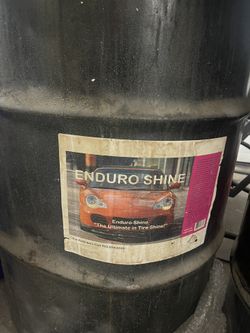 ENDURO SHINE
Enduro Shine
"The Ultimate in Tire Shine!"